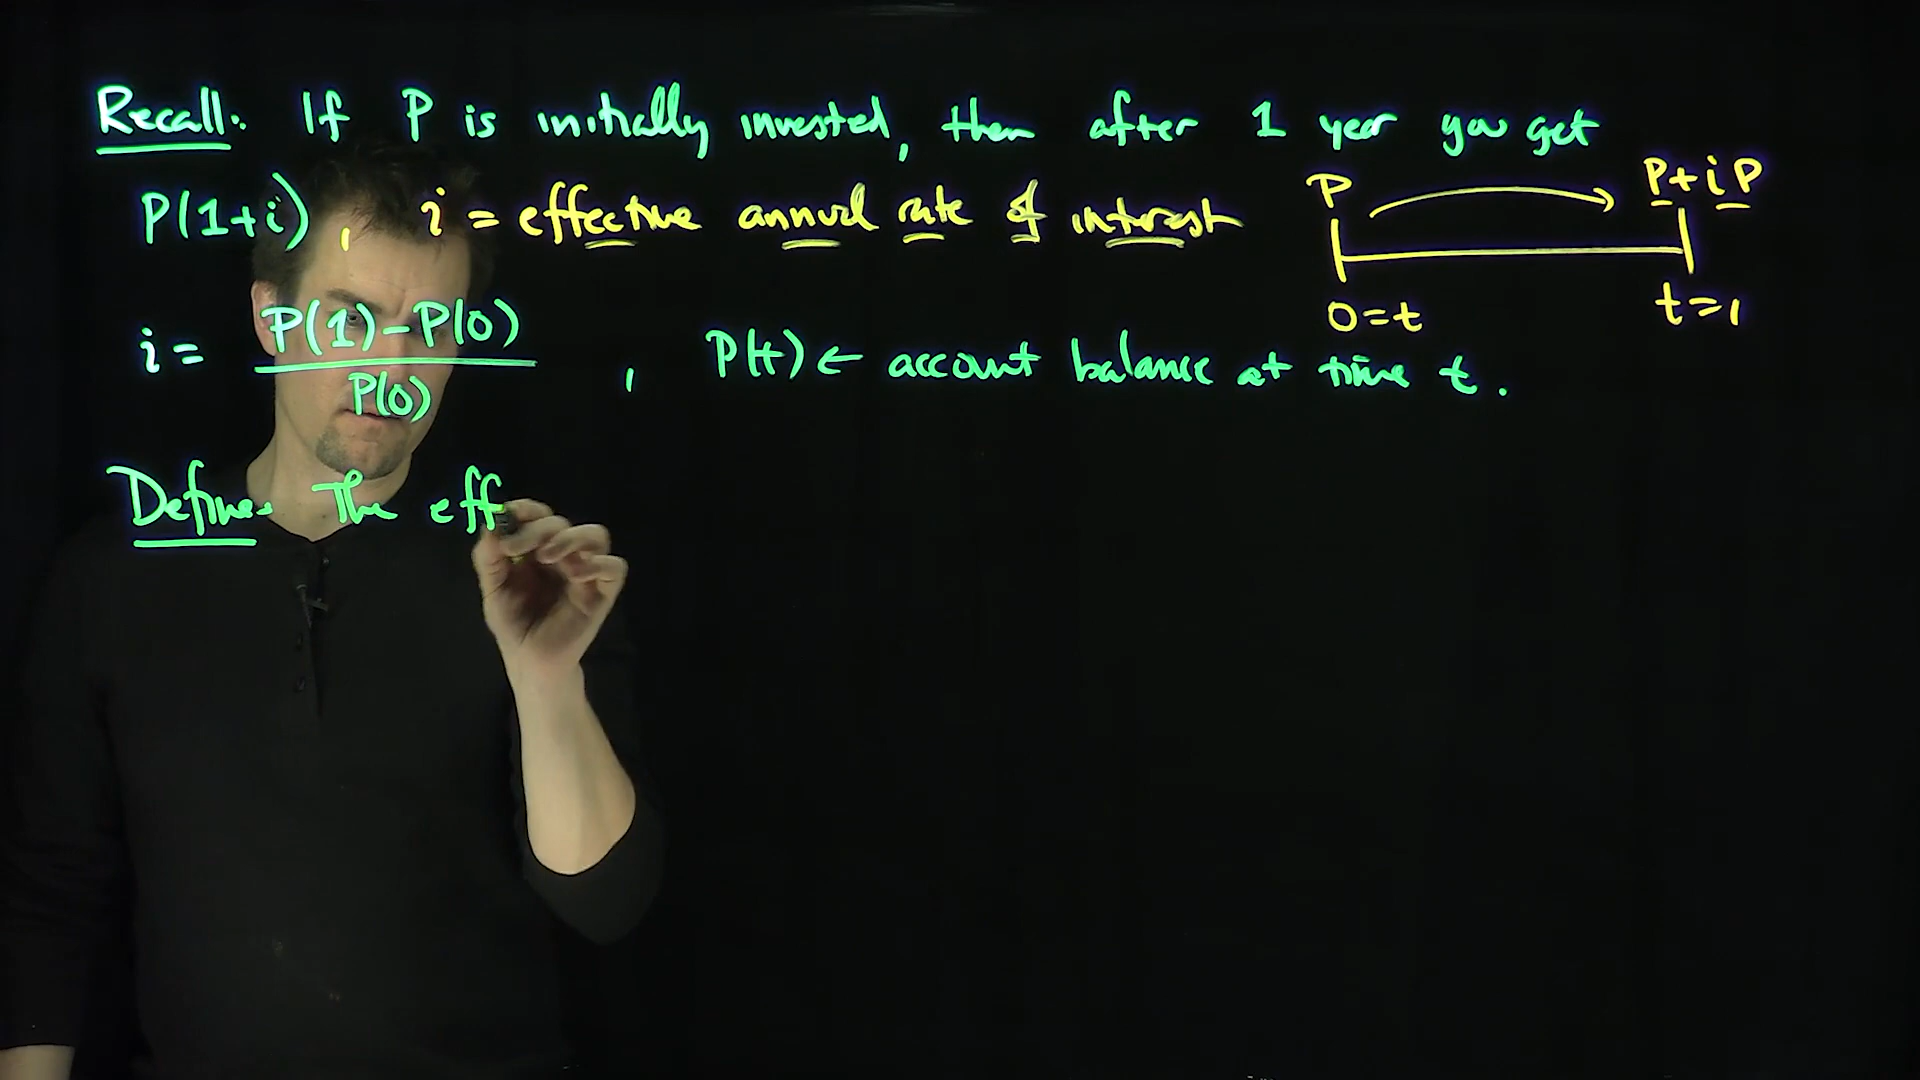 Recall: If P is initially invested, then after 1 year you get
P(1+i), i = effective annual rate of interest
P P+iP
0=t t=1
i = P(1)-P(0) / P(0) , P(t) ← account balance at time t.
Define: The eff